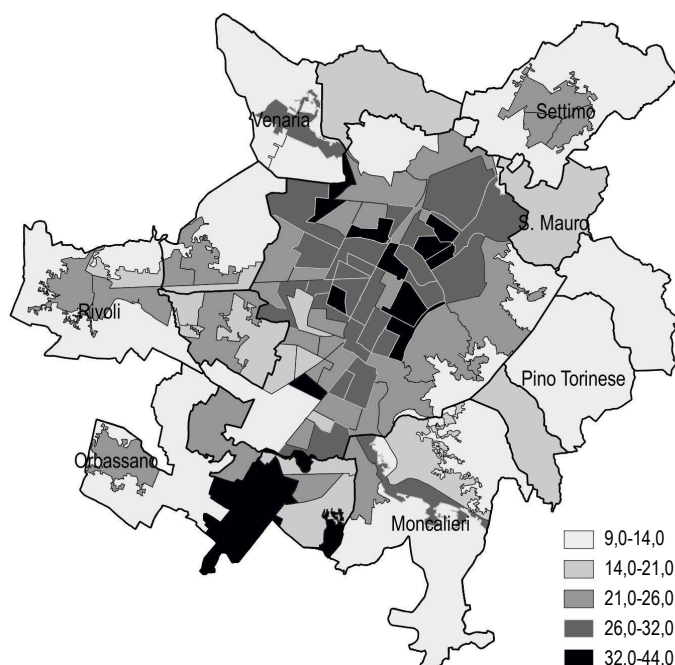 Venaria
Settimo
S. Mauro
Rivoli
Pino Torinese
Orbassano
Moncalieri
9,0-14,0
14,0-21,0
21,0-26,0
26,0-32,0
32,0-44,0